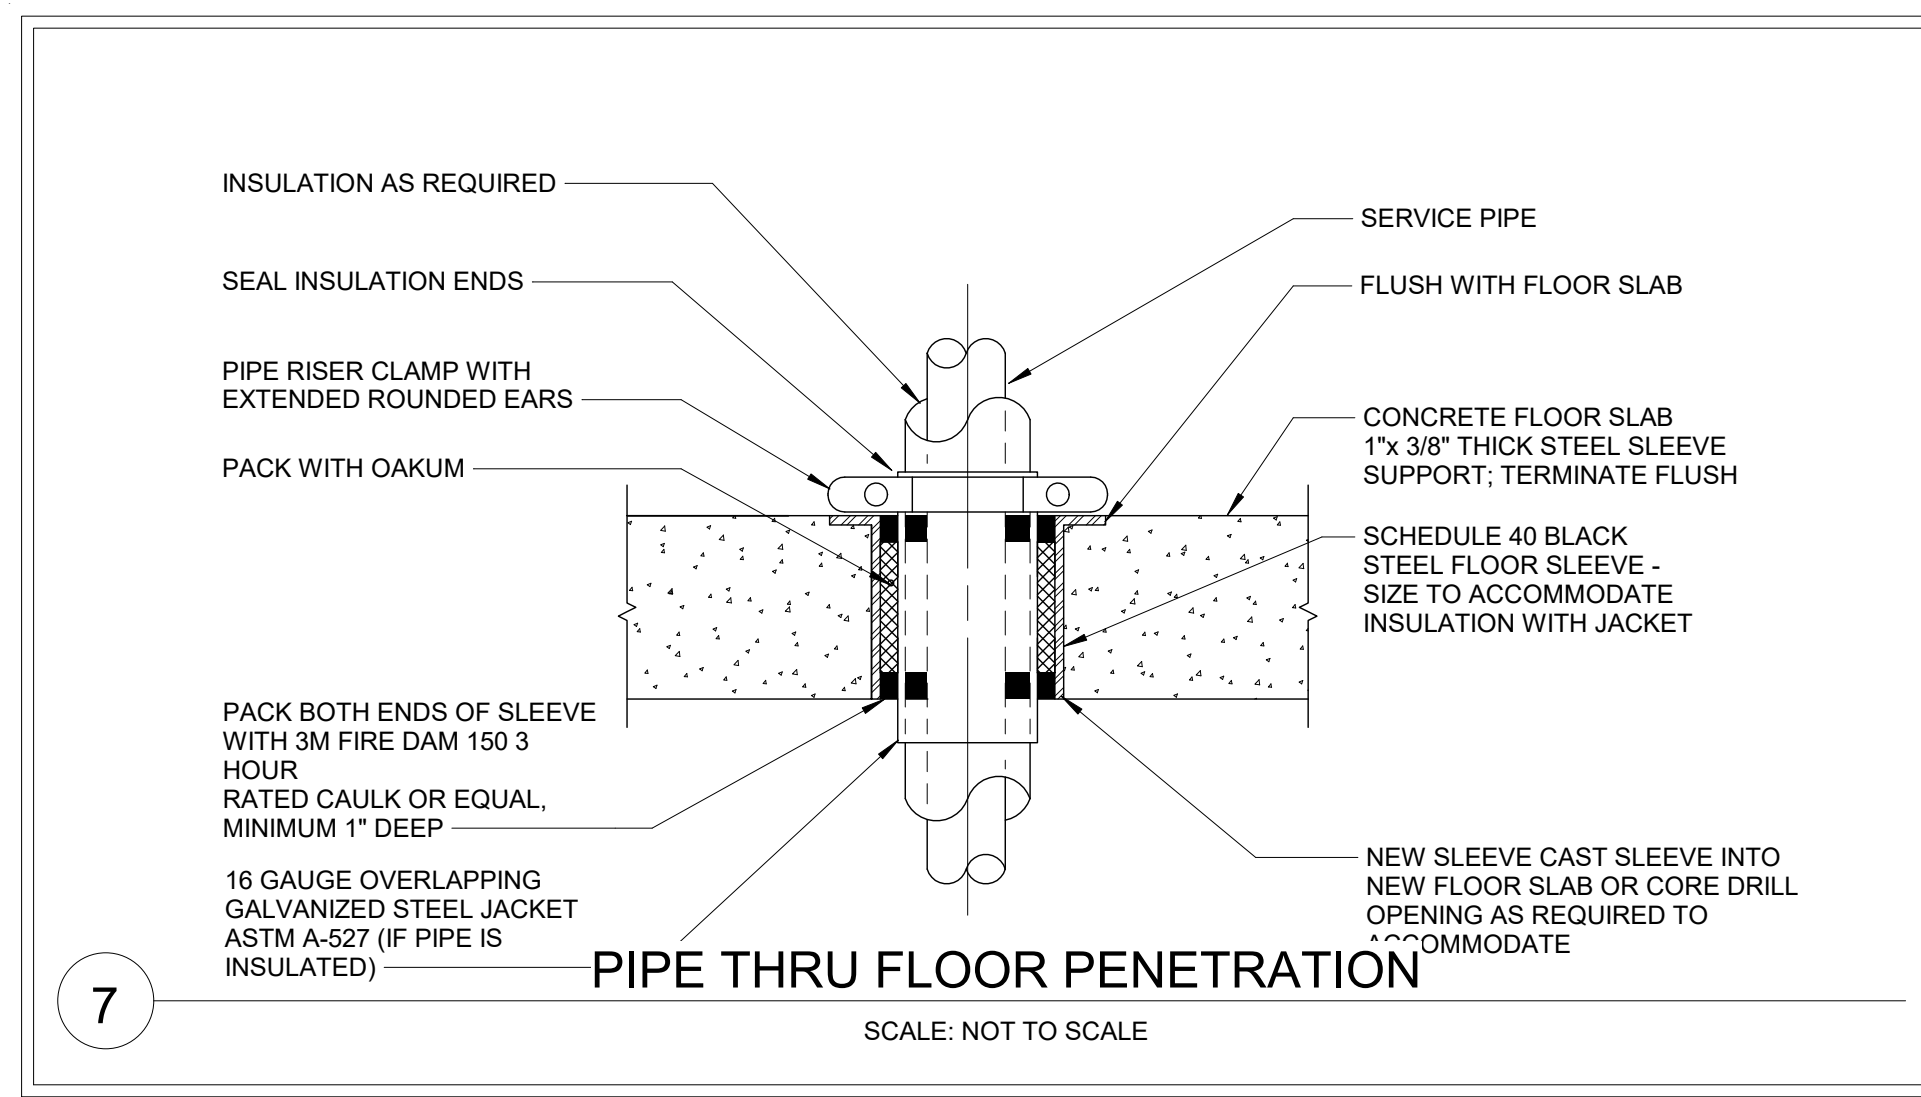 INSULATION AS REQUIRED
SEAL INSULATION ENDS
PIPE RISER CLAMP WITH
EXTENDED ROUNDED EARS
PACK WITH OAKUM
PACK BOTH ENDS OF SLEEVE
WITH 3M FIRE DAM 150 3
HOUR
RATED CAULK OR EQUAL,
MINIMUM 1" DEEP
16 GAUGE OVERLAPPING
GALVANIZED STEEL JACKET
ASTM A-527 (IF PIPE IS
INSULATED)
SERVICE PIPE
FLUSH WITH FLOOR SLAB
CONCRETE FLOOR SLAB
1"x 3/8" THICK STEEL SLEEVE
SUPPORT; TERMINATE FLUSH
SCHEDULE 40 BLACK
STEEL FLOOR SLEEVE -
SIZE TO ACCOMMODATE
INSULATION WITH JACKET
NEW SLEEVE CAST SLEEVE INTO
NEW FLOOR SLAB OR CORE DRILL
OPENING AS REQUIRED TO
ACCOMMODATE
7
PIPE THRU FLOOR PENETRATION
SCALE: NOT TO SCALE